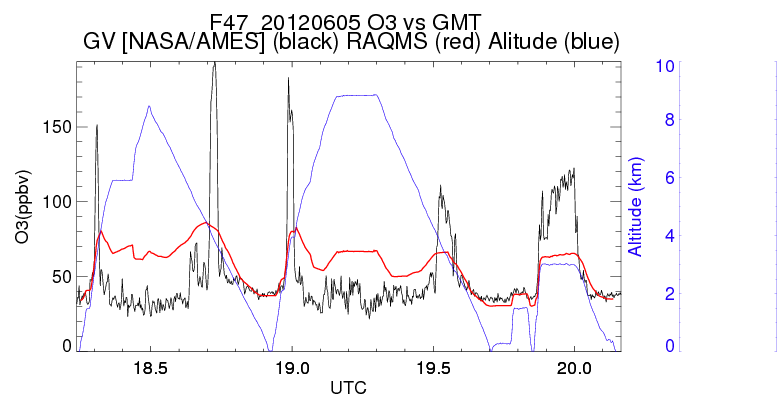 F47_20120605 O3 vs GMT
GV [NASA/AMES] (black) RAQMS (red) Alitude (blue)
O3(ppbv)
150
100
50
0
18.5
19.0
19.5
20.0
UTC
Altitude (km)
10
8
6
4
2
0